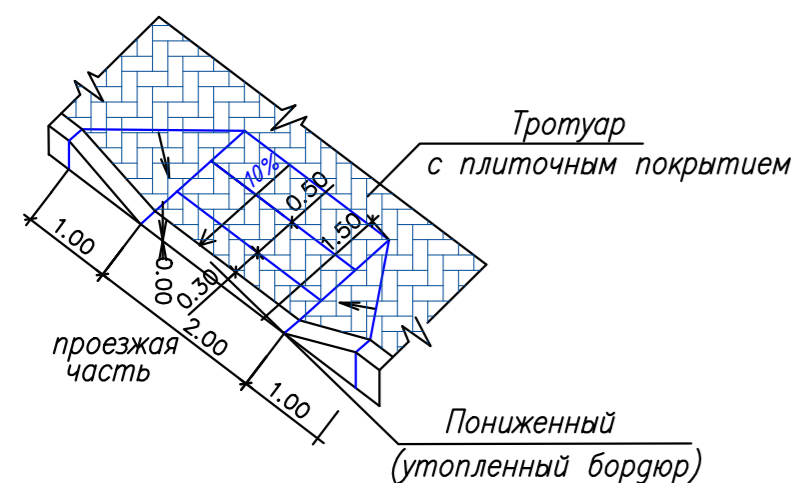 Тротуар
с плиточным покрытием
10%
0.50
1.50
1.00
0.00
0.30
2.00
проезжая
часть
1.00
Пониженный
(утопленный бордюр)